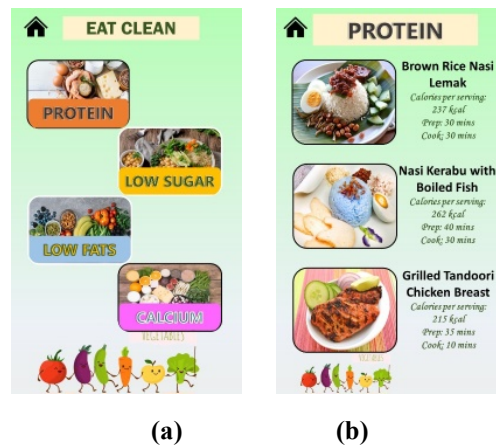 EAT CLEAN
PROTEIN
LOW SUGAR
LOW FATS
CALCIUM
VEGETABLES
(a)
PROTEIN
Brown Rice Nasi
Lemak
Calories per serving:
237 kcal
Prep: 30 mins
Cook: 30 mins
Nasi Kerabu with
Boiled Fish
Calories per serving:
262 kcal
Prep: 40 mins
Cook: 30 mins
Grilled Tandoori
Chicken Breast
Calories per serving:
215 kcal
Prep: 35 mins
Cook: 10 mins
VEGETABLES
(b)